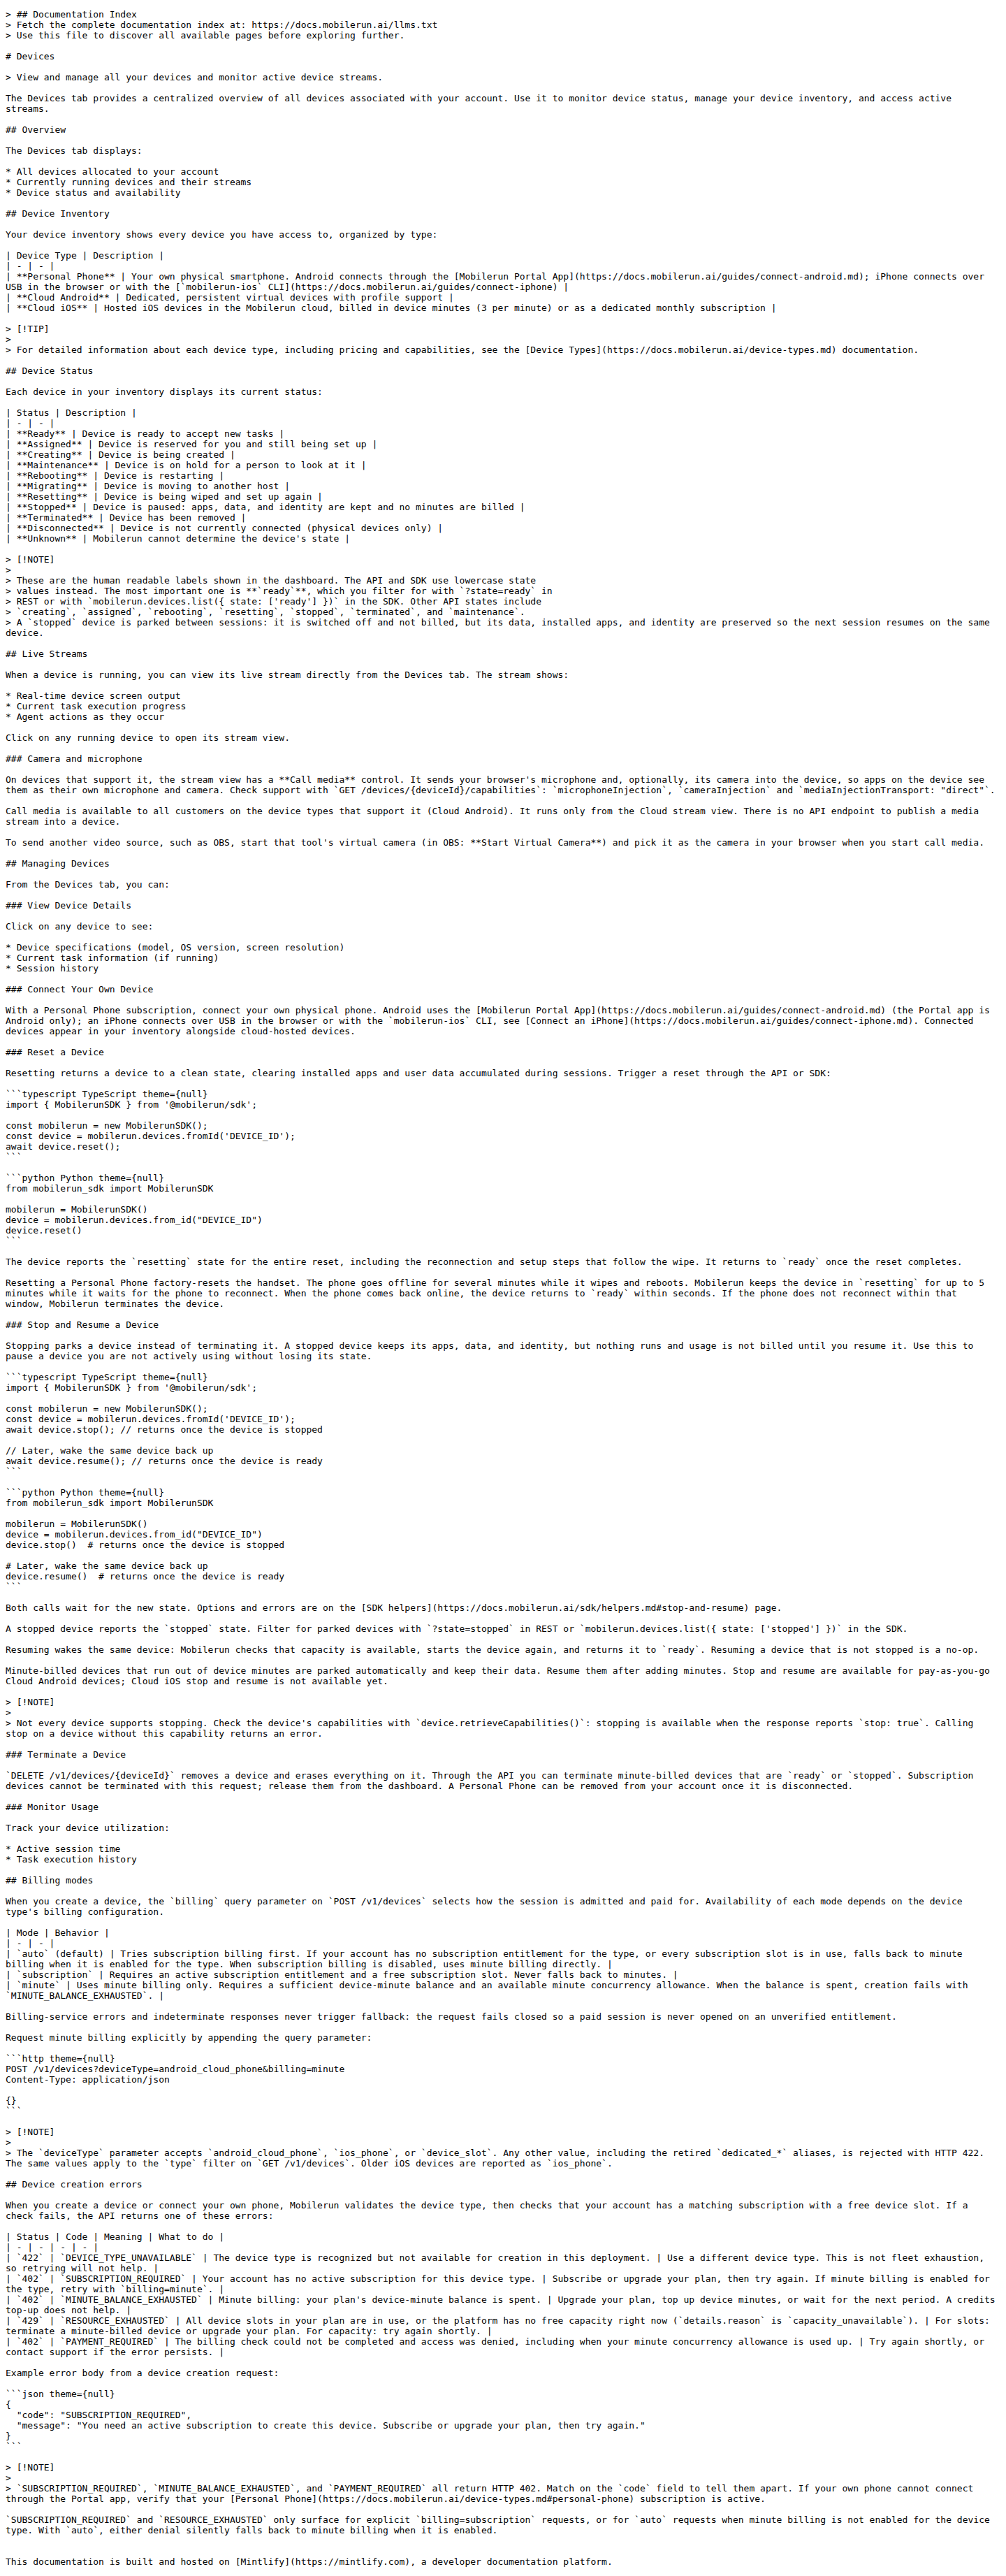 > ## Documentation Index
> Fetch the complete documentation index at: https://docs.mobilerun.ai/llms.txt
> Use this file to discover all available pages before exploring further.

# Devices

> View and manage all your devices and monitor active device streams.

The Devices tab provides a centralized overview of all devices associated with your account. Use it to monitor device status, manage your device inventory, and access active
streams.

## Overview

The Devices tab displays:

* All devices allocated to your account
* Currently running devices and their streams
* Device status and availability

## Device Inventory

Your device inventory shows every device you have access to, organized by type:

| Device Type | Description |
| - | - |
| **Personal Phone** | Your own physical smartphone. Android connects through the [Mobilerun Portal App](https://docs.mobilerun.ai/guides/connect-android.md); iPhone connects over
USB in the browser or with the [`mobilerun-ios` CLI](https://docs.mobilerun.ai/guides/connect-iphone) |
| **Cloud Android** | Dedicated, persistent virtual devices with profile support |
| **Cloud iOS** | Hosted iOS devices in the Mobilerun cloud, billed in device minutes (3 per minute) or as a dedicated monthly subscription |

> [!TIP]
>
> For detailed information about each device type, including pricing and capabilities, see the [Device Types](https://docs.mobilerun.ai/device-types.md) documentation.

## Device Status

Each device in your inventory displays its current status:

| Status | Description |
| - | - |
| **Ready** | Device is ready to accept new tasks |
| **Assigned** | Device is reserved for you and still being set up |
| **Creating** | Device is being created |
| **Maintenance** | Device is on hold for a person to look at it |
| **Rebooting** | Device is restarting |
| **Migrating** | Device is moving to another host |
| **Resetting** | Device is being wiped and set up again |
| **Stopped** | Device is paused: apps, data, and identity are kept and no minutes are billed |
| **Terminated** | Device has been removed |
| **Disconnected** | Device is not currently connected (physical devices only) |
| **Unknown** | Mobilerun cannot determine the device's state |

> [!NOTE]
>
> These are the human readable labels shown in the dashboard. The API and SDK use lowercase state
> values instead. The most important one is **`ready`**, which you filter for with `?state=ready` in
> REST or with `mobilerun.devices.list({ state: ['ready'] })` in the SDK. Other API states include
> `creating`, `assigned`, `rebooting`, `resetting`, `stopped`, `terminated`, and `maintenance`.
> A `stopped` device is parked between sessions: it is switched off and not billed, but its data, installed apps, and identity are preserved so the next session resumes on the same
device.

## Live Streams

When a device is running, you can view its live stream directly from the Devices tab. The stream shows:

* Real-time device screen output
* Current task execution progress
* Agent actions as they occur

Click on any running device to open its stream view.

### Camera and microphone

On devices that support it, the stream view has a **Call media** control. It sends your browser's microphone and, optionally, its camera into the device, so apps on the device see
them as their own microphone and camera. Check support with `GET /devices/{deviceId}/capabilities`: `microphoneInjection`, `cameraInjection` and `mediaInjectionTransport: "direct"`.

Call media is available to all customers on the device types that support it (Cloud Android). It runs only from the Cloud stream view. There is no API endpoint to publish a media
stream into a device.

To send another video source, such as OBS, start that tool's virtual camera (in OBS: **Start Virtual Camera**) and pick it as the camera in your browser when you start call media.

## Managing Devices

From the Devices tab, you can:

### View Device Details

Click on any device to see:

* Device specifications (model, OS version, screen resolution)
* Current task information (if running)
* Session history

### Connect Your Own Device

With a Personal Phone subscription, connect your own physical phone. Android uses the [Mobilerun Portal App](https://docs.mobilerun.ai/guides/connect-android.md) (the Portal app is
Android only); an iPhone connects over USB in the browser or with the `mobilerun-ios` CLI, see [Connect an iPhone](https://docs.mobilerun.ai/guides/connect-iphone.md). Connected
devices appear in your inventory alongside cloud-hosted devices.

### Reset a Device

Resetting returns a device to a clean state, clearing installed apps and user data accumulated during sessions. Trigger a reset through the API or SDK:

```typescript TypeScript theme={null}
import { MobilerunSDK } from '@mobilerun/sdk';

const mobilerun = new MobilerunSDK();
const device = mobilerun.devices.fromId('DEVICE_ID');
await device.reset();
```

```python Python theme={null}
from mobilerun_sdk import MobilerunSDK

mobilerun = MobilerunSDK()
device = mobilerun.devices.from_id("DEVICE_ID")
device.reset()
```

The device reports the `resetting` state for the entire reset, including the reconnection and setup steps that follow the wipe. It returns to `ready` once the reset completes.

Resetting a Personal Phone factory-resets the handset. The phone goes offline for several minutes while it wipes and reboots. Mobilerun keeps the device in `resetting` for up to 5
minutes while it waits for the phone to reconnect. When the phone comes back online, the device returns to `ready` within seconds. If the phone does not reconnect within that
window, Mobilerun terminates the device.

### Stop and Resume a Device

Stopping parks a device instead of terminating it. A stopped device keeps its apps, data, and identity, but nothing runs and usage is not billed until you resume it. Use this to
pause a device you are not actively using without losing its state.

```typescript TypeScript theme={null}
import { MobilerunSDK } from '@mobilerun/sdk';

const mobilerun = new MobilerunSDK();
const device = mobilerun.devices.fromId('DEVICE_ID');
await device.stop(); // returns once the device is stopped

// Later, wake the same device back up
await device.resume(); // returns once the device is ready
```

```python Python theme={null}
from mobilerun_sdk import MobilerunSDK

mobilerun = MobilerunSDK()
device = mobilerun.devices.from_id("DEVICE_ID")
device.stop()  # returns once the device is stopped

# Later, wake the same device back up
device.resume()  # returns once the device is ready
```

Both calls wait for the new state. Options and errors are on the [SDK helpers](https://docs.mobilerun.ai/sdk/helpers.md#stop-and-resume) page.

A stopped device reports the `stopped` state. Filter for parked devices with `?state=stopped` in REST or `mobilerun.devices.list({ state: ['stopped'] })` in the SDK.

Resuming wakes the same device: Mobilerun checks that capacity is available, starts the device again, and returns it to `ready`. Resuming a device that is not stopped is a no-op.

Minute-billed devices that run out of device minutes are parked automatically and keep their data. Resume them after adding minutes. Stop and resume are available for pay-as-you-go
Cloud Android devices; Cloud iOS stop and resume is not available yet.

> [!NOTE]
>
> Not every device supports stopping. Check the device's capabilities with `device.retrieveCapabilities()`: stopping is available when the response reports `stop: true`. Calling
stop on a device without this capability returns an error.

### Terminate a Device

`DELETE /v1/devices/{deviceId}` removes a device and erases everything on it. Through the API you can terminate minute-billed devices that are `ready` or `stopped`. Subscription
devices cannot be terminated with this request; release them from the dashboard. A Personal Phone can be removed from your account once it is disconnected.

### Monitor Usage

Track your device utilization:

* Active session time
* Task execution history

## Billing modes

When you create a device, the `billing` query parameter on `POST /v1/devices` selects how the session is admitted and paid for. Availability of each mode depends on the device
type's billing configuration.

| Mode | Behavior |
| - | - |
| `auto` (default) | Tries subscription billing first. If your account has no subscription entitlement for the type, or every subscription slot is in use, falls back to minute
billing when it is enabled for the type. When subscription billing is disabled, uses minute billing directly. |
| `subscription` | Requires an active subscription entitlement and a free subscription slot. Never falls back to minutes. |
| `minute` | Uses minute billing only. Requires a sufficient device-minute balance and an available minute concurrency allowance. When the balance is spent, creation fails with
`MINUTE_BALANCE_EXHAUSTED`. |

Billing-service errors and indeterminate responses never trigger fallback: the request fails closed so a paid session is never opened on an unverified entitlement.

Request minute billing explicitly by appending the query parameter:

```http theme={null}
POST /v1/devices?deviceType=android_cloud_phone&billing=minute
Content-Type: application/json

{}
```

> [!NOTE]
>
> The `deviceType` parameter accepts `android_cloud_phone`, `ios_phone`, or `device_slot`. Any other value, including the retired `dedicated_*` aliases, is rejected with HTTP 422.
The same values apply to the `type` filter on `GET /v1/devices`. Older iOS devices are reported as `ios_phone`.

## Device creation errors

When you create a device or connect your own phone, Mobilerun validates the device type, then checks that your account has a matching subscription with a free device slot. If a
check fails, the API returns one of these errors:

| Status | Code | Meaning | What to do |
| - | - | - | - |
| `422` | `DEVICE_TYPE_UNAVAILABLE` | The device type is recognized but not available for creation in this deployment. | Use a different device type. This is not fleet exhaustion,
so retrying will not help. |
| `402` | `SUBSCRIPTION_REQUIRED` | Your account has no active subscription for this device type. | Subscribe or upgrade your plan, then try again. If minute billing is enabled for
the type, retry with `billing=minute`. |
| `402` | `MINUTE_BALANCE_EXHAUSTED` | Minute billing: your plan's device-minute balance is spent. | Upgrade your plan, top up device minutes, or wait for the next period. A credits
top-up does not help. |
| `429` | `RESOURCE_EXHAUSTED` | All device slots in your plan are in use, or the platform has no free capacity right now (`details.reason` is `capacity_unavailable`). | For slots:
terminate a minute-billed device or upgrade your plan. For capacity: try again shortly. |
| `402` | `PAYMENT_REQUIRED` | The billing check could not be completed and access was denied, including when your minute concurrency allowance is used up. | Try again shortly, or
contact support if the error persists. |

Example error body from a device creation request:

```json theme={null}
{
  "code": "SUBSCRIPTION_REQUIRED",
  "message": "You need an active subscription to create this device. Subscribe or upgrade your plan, then try again."
}
```

> [!NOTE]
>
> `SUBSCRIPTION_REQUIRED`, `MINUTE_BALANCE_EXHAUSTED`, and `PAYMENT_REQUIRED` all return HTTP 402. Match on the `code` field to tell them apart. If your own phone cannot connect
through the Portal app, verify that your [Personal Phone](https://docs.mobilerun.ai/device-types.md#personal-phone) subscription is active.

`SUBSCRIPTION_REQUIRED` and `RESOURCE_EXHAUSTED` only surface for explicit `billing=subscription` requests, or for `auto` requests when minute billing is not enabled for the device
type. With `auto`, either denial silently falls back to minute billing when it is enabled.


This documentation is built and hosted on [Mintlify](https://mintlify.com), a developer documentation platform.